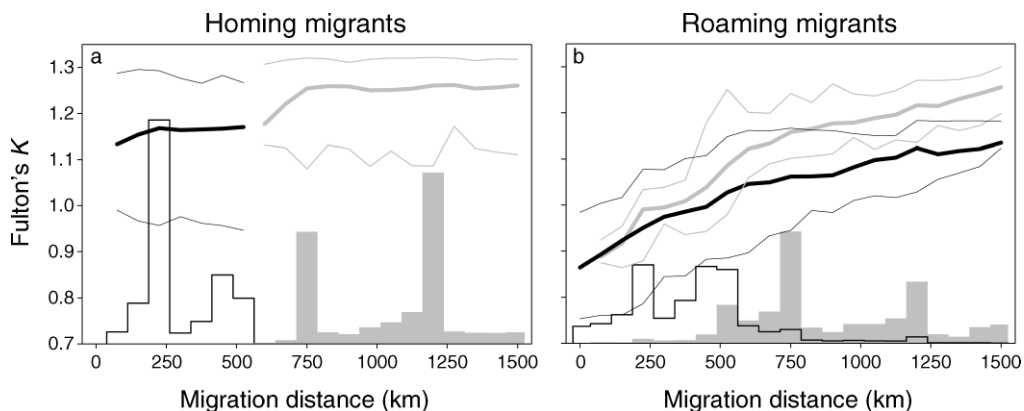 Homing migrants
Roaming migrants
a
b
Fulton's K
1.3
1.2
1.1
1.0
0.9
0.8
0.7
0 250 500 750 1000 1250 1500
0 250 500 750 1000 1250 1500
Migration distance (km)
Migration distance (km)